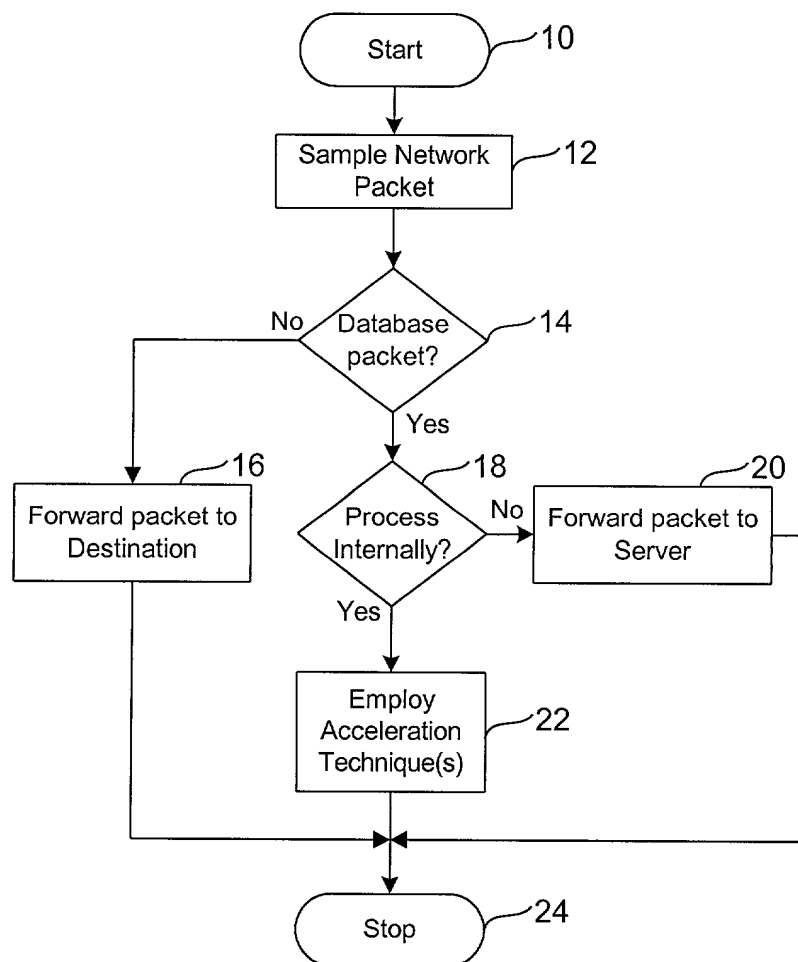 Start
10
Sample Network
Packet
12
No
Database
packet?
14
Yes
16
Forward packet to
Destination
18
Process
Internally?
No
20
Forward packet to
Server
Yes
Employ
Acceleration
Technique(s)
22
Stop
24